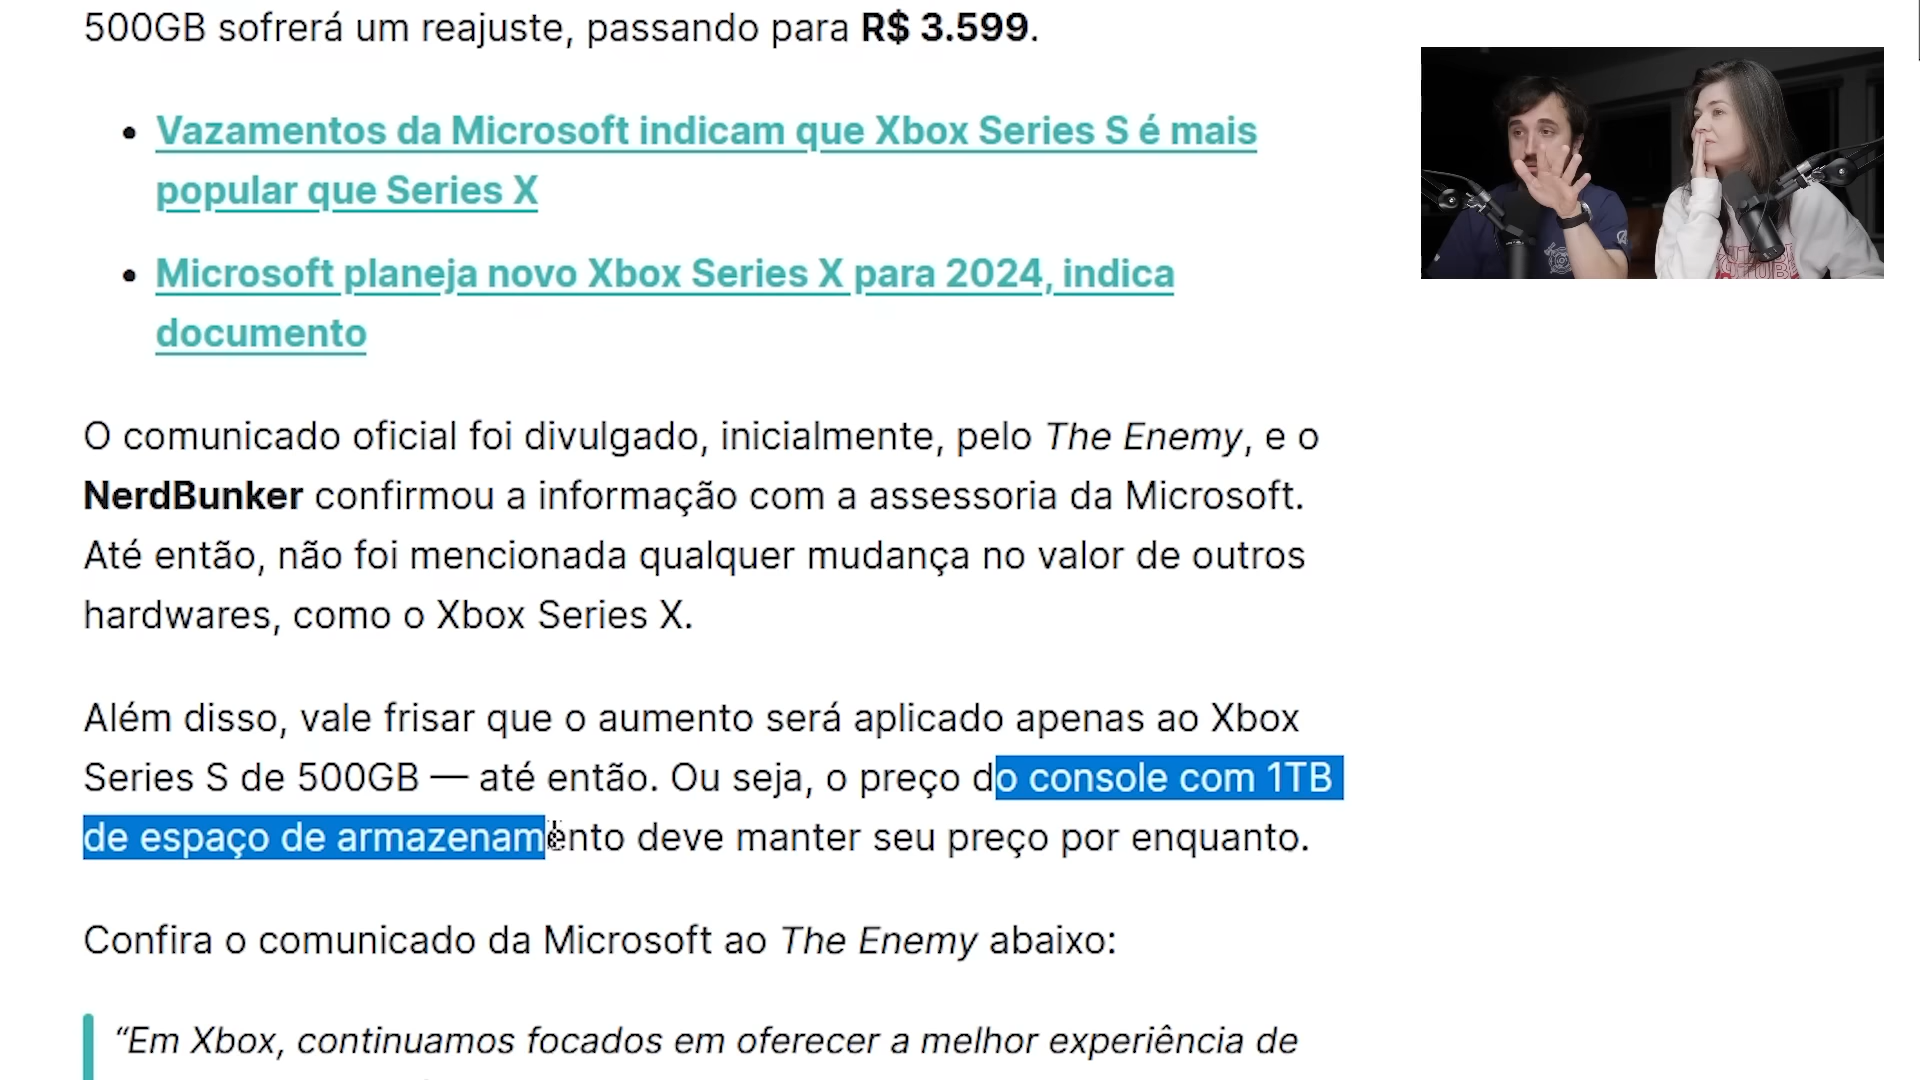 500GB sofrerá um reajuste, passando para R$ 3.599.
Vazamentos da Microsoft indicam que Xbox Series S é mais
popular que Series X
Microsoft planeja novo Xbox Series X para 2024, indica
documento
O comunicado oficial foi divulgado, inicialmente, pelo The Enemy, e o
NerdBunker confirmou a informação com a assessoria da Microsoft.
Até então, não foi mencionada qualquer mudança no valor de outros
hardwares, como o Xbox Series X.
Além disso, vale frisar que o aumento será aplicado apenas ao Xbox
Series S de 500GB — até então. Ou seja, o preço do console com 1TB
de espaço de armazenamento deve manter seu preço por enquanto.
Confira o comunicado da Microsoft ao The Enemy abaixo:
“Em Xbox, continuamos focados em oferecer a melhor experiência de